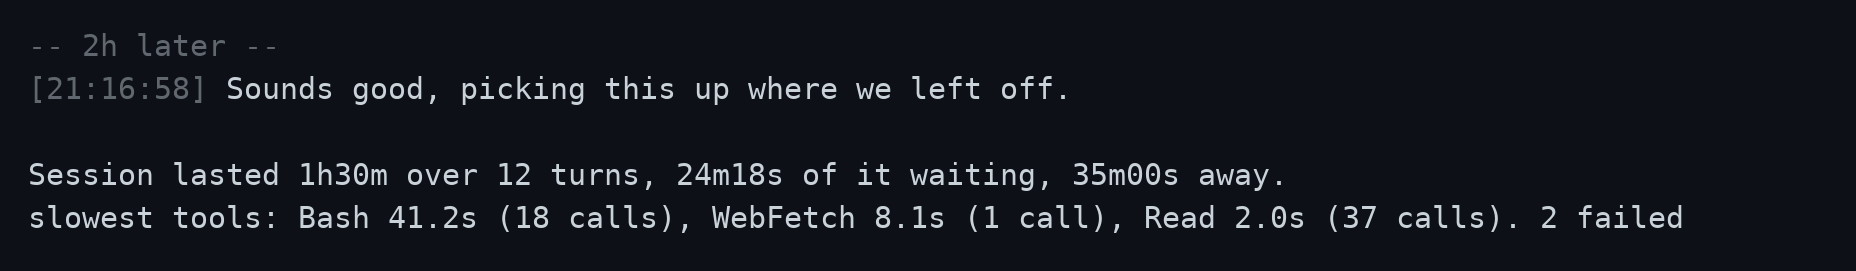 -- 2h later --
[21:16:58] Sounds good, picking this up where we left off.
Session lasted 1h30m over 12 turns, 24m18s of it waiting, 35m00s away.
slowest tools: Bash 41.2s (18 calls), WebFetch 8.1s (1 call), Read 2.0s (37 calls). 2 failed